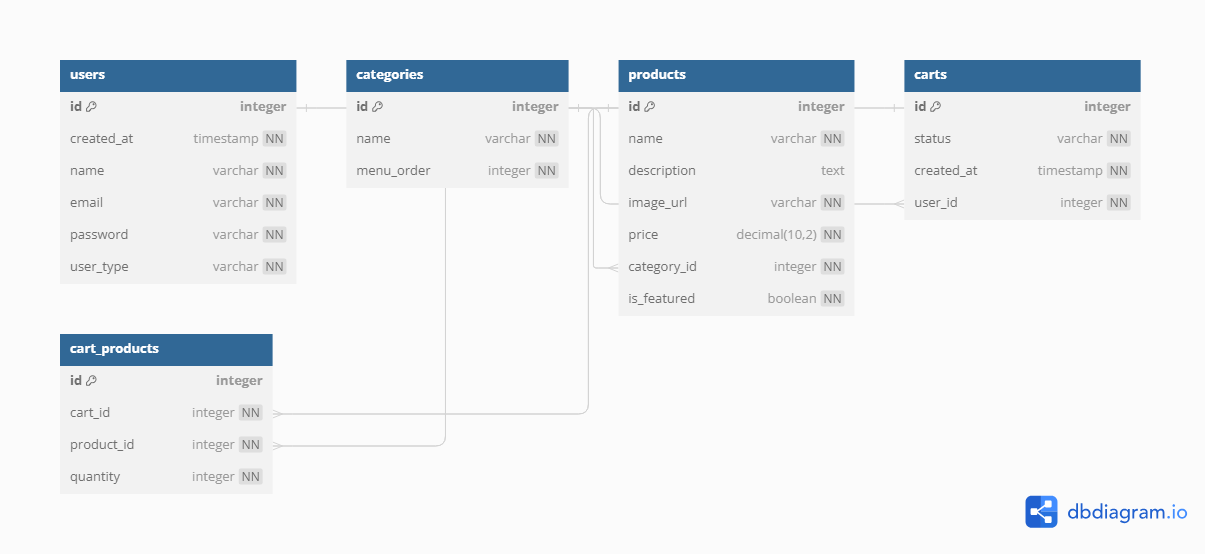 users
id integer
created_at timestamp NN
name varchar NN
email varchar NN
password varchar NN
user_type varchar NN
categories
id integer
name varchar NN
menu_order integer NN
products
id integer
name varchar NN
description text
image_url varchar NN
price decimal(10,2) NN
category_id integer NN
is_featured boolean NN
carts
id integer
status varchar NN
created_at timestamp NN
user_id integer NN
cart_products
id integer
cart_id integer NN
product_id integer NN
quantity integer NN
dbdiagram.io